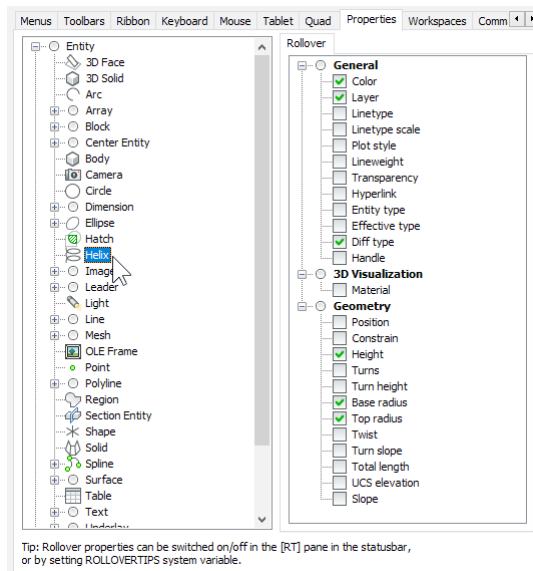 Menus Toolbars Ribbon Keyboard Mouse Tablet Quad Properties Workspaces Comm
Entity
3D Face
3D Solid
Arc
Array
Block
Center Entity
Body
Camera
Circle
Dimension
Ellipse
Hatch
Helix
Image
Leader
Light
Line
Mesh
OLE Frame
Point
Polyline
Region
Section Entity
Shape
Solid
Spline
Surface
Table
Text
Underlay
Rollover
General
Color
Layer
Linetype
Linetype scale
Plot style
Lineweight
Transparency
Hyperlink
Entity type
Effective type
Diff type
Handle
3D Visualization
Material
Geometry
Position
Constrain
Height
Turns
Turn height
Base radius
Top radius
Twist
Turn slope
Total length
UCS elevation
Slope
Tip: Rollover properties can be switched on/off in the [RT] pane in the statusbar,
or by setting ROLLOVERTIPS system variable.